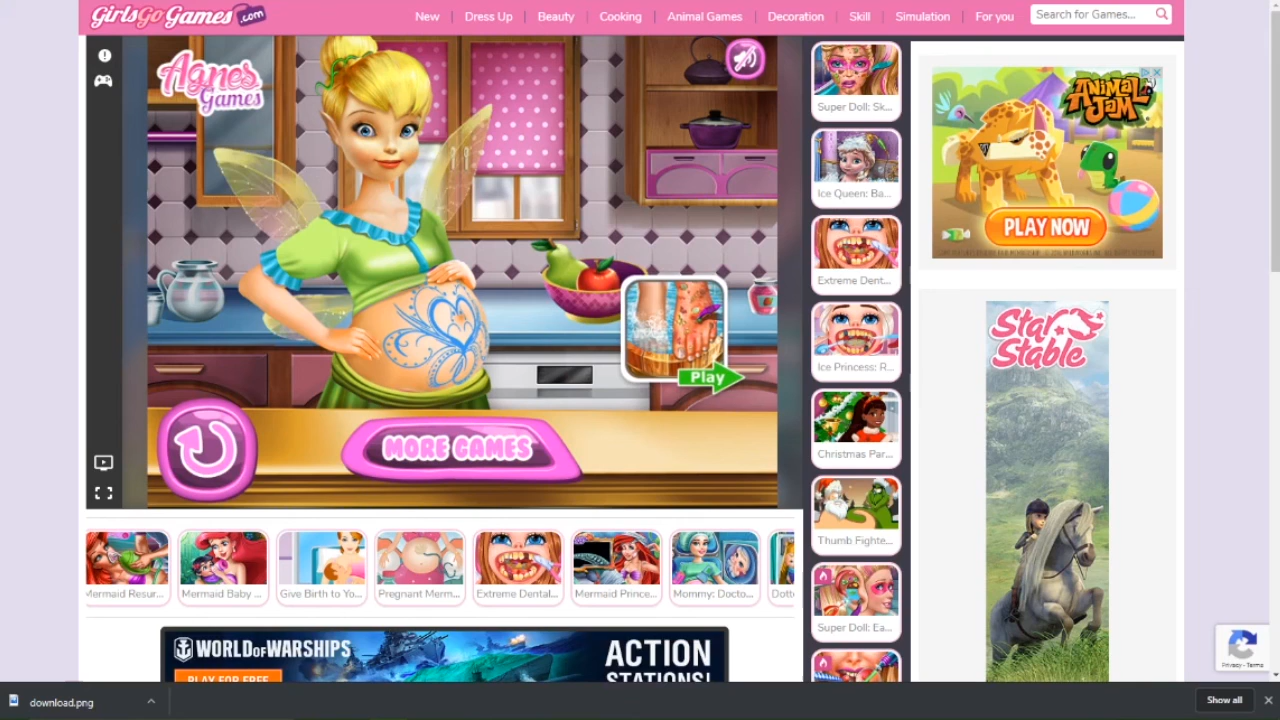 GirlsGoGames.com
New
Dress Up
Beauty
Cooking
Animal Games
Decoration
Skill
Simulation
For you
Search for Games...
Agnes
Games
Play
MORE GAMES
Super Doll: Sk...
Ice Queen: Ba...
Extreme Dent...
Ice Princess: R...
Christmas Par...
Thumb Fighte...
Super Doll: Ea...
ANIMAL
JAM
PLAY NOW
Star
Stable
Mermaid Resur...
Mermaid Baby ...
Give Birth to Yo...
Pregnant Merm...
Extreme Dental...
Mermaid Prince...
Mommy: Docto...
Dott
WORLD OF WARSHIPS
PLAY FOR FREE
ACTION
STATIONS!
Privacy - Terms
download.png
Show all